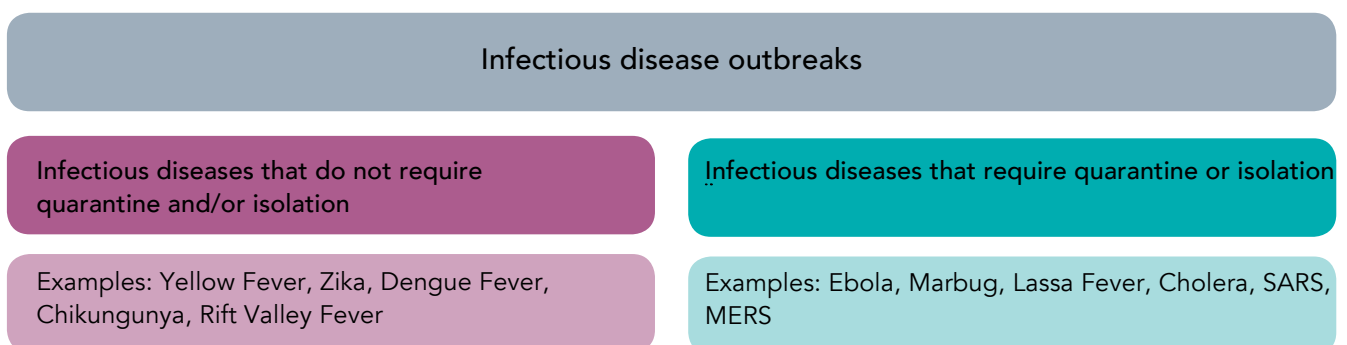 Infectious disease outbreaks
Infectious diseases that do not require
quarantine and/or isolation
Infectious diseases that require quarantine or isolation
Examples: Yellow Fever, Zika, Dengue Fever,
Chikungunya, Rift Valley Fever
Examples: Ebola, Marbug, Lassa Fever, Cholera, SARS,
MERS